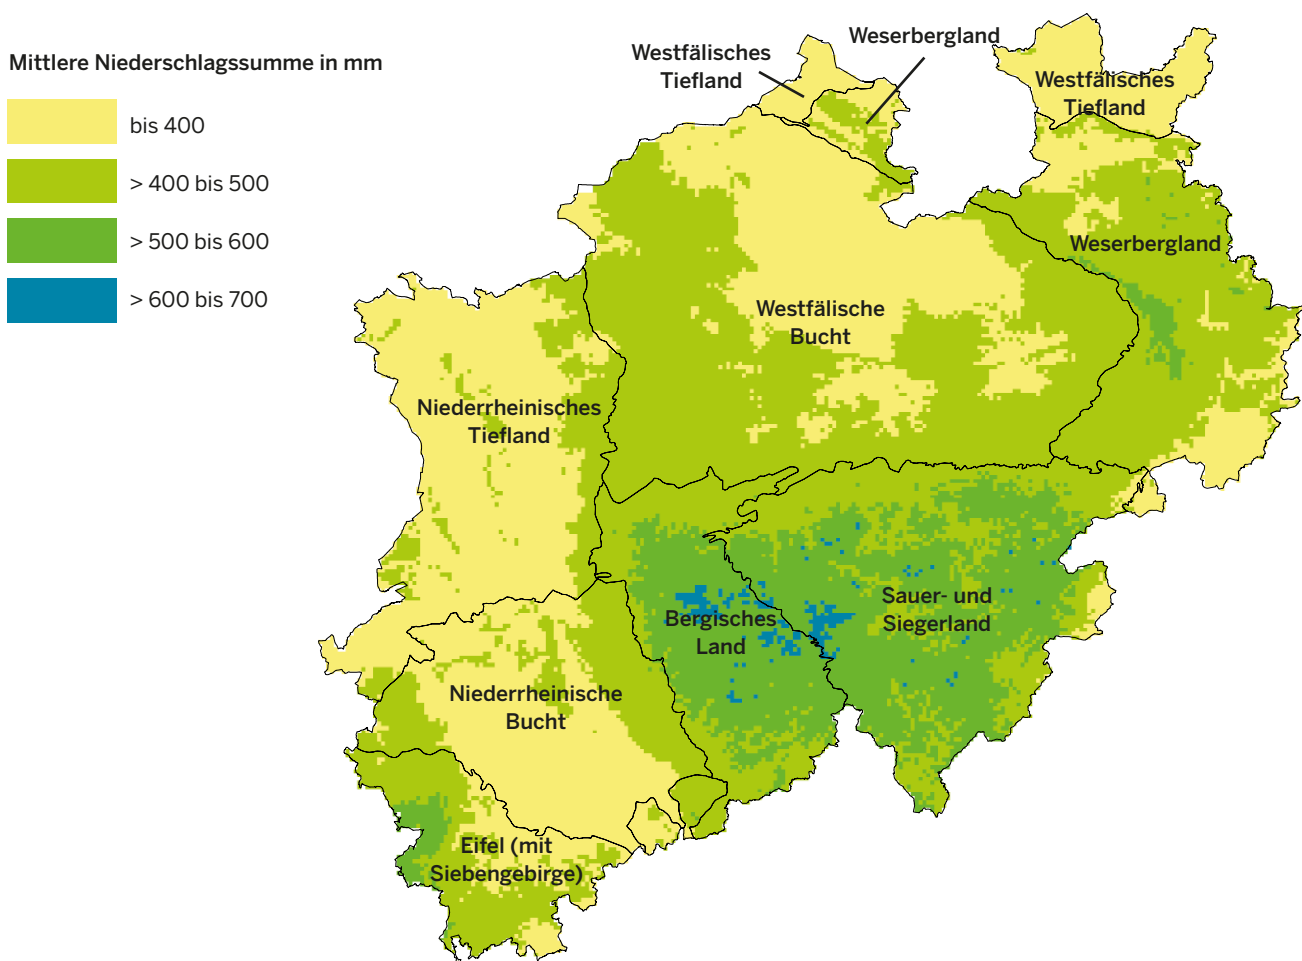 Mittlere Niederschlagssumme in mm
bis 400
> 400 bis 500
> 500 bis 600
> 600 bis 700
Westfälisches
Tiefland
Weserbergland
Westfälisches
Tiefland
Weserbergland
Westfälische
Bucht
Niederrheinisches
Tiefland
Sauer- und
Siegerland
Bergisches
Land
Niederrheinische
Bucht
Eifel (mit
Siebengebirge)